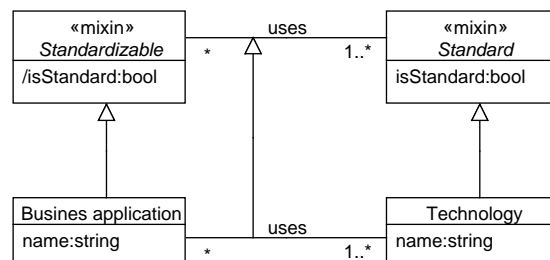 «mixin»
Standardizable
/isStandard:bool
uses
*
1..*
«mixin»
Standard
isStandard:bool
Busines application
name:string
uses
*
1..*
Technology
name:string